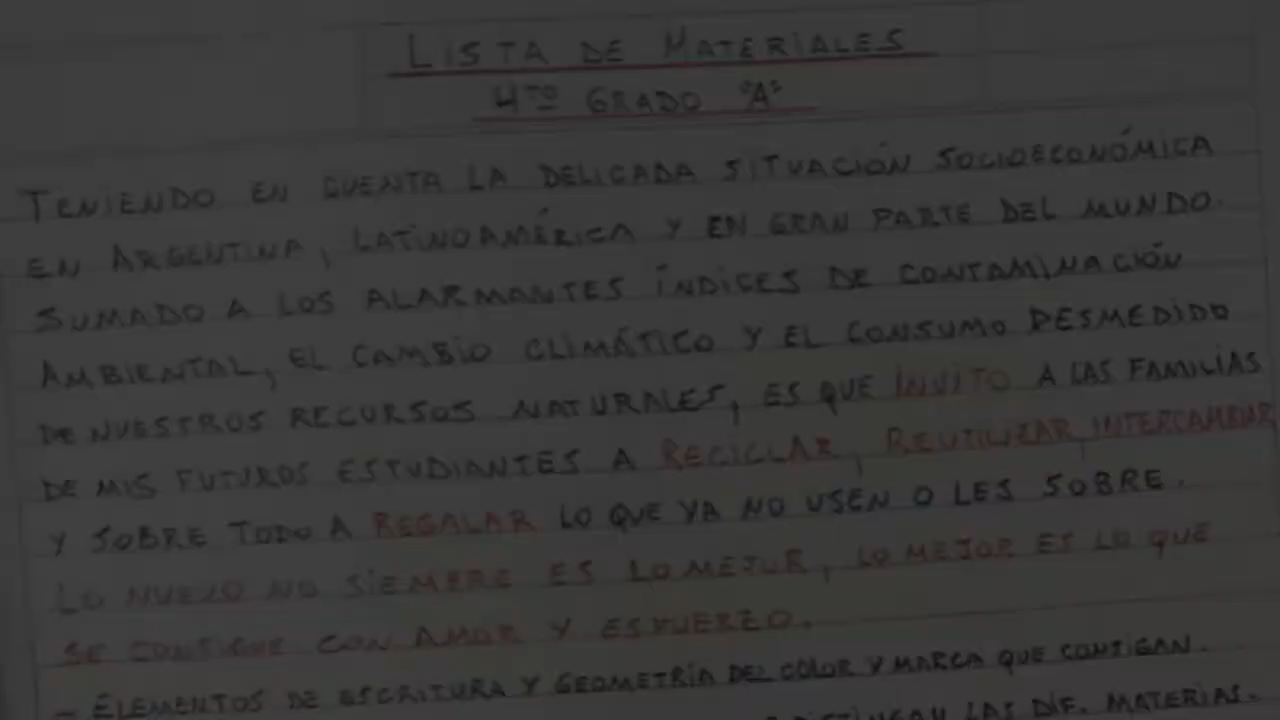 LISTA DE MATERIALES
4TO GRADO "A"
TENIENDO EN CUENTA LA DELICADA SITUACIÓN SOCIOECONÓMICA
EN ARGENTINA, LATINOAMÉRICA Y EN GRAN PARTE DEL MUNDO.
SUMADO A LOS ALARMANTES ÍNDICES DE CONTAMINACIÓN
AMBIENTAL, EL CAMBIO CLIMÁTICO Y EL CONSUMO DESMEDIDO
DE NUESTROS RECURSOS NATURALES, ES QUE INVITO A LAS FAMILIAS
DE MIS FUTUROS ESTUDIANTES A RECICLAR, REUTILIZAR, INTERCAMBIAR
Y SOBRE TODO A REGALAR LO QUE YA NO USEN O LES SOBRE.
LO NUEVO NO SIEMPRE ES LO MEJOR, LO MEJOR ES LO QUE
SE CONSIGUE CON AMOR Y ESFUERZO.
- ELEMENTOS DE ESCRITURA Y GEOMETRÍA DEL COLOR Y MARCA QUE CONSIGAN.
LAS DIF. MATERIAS.